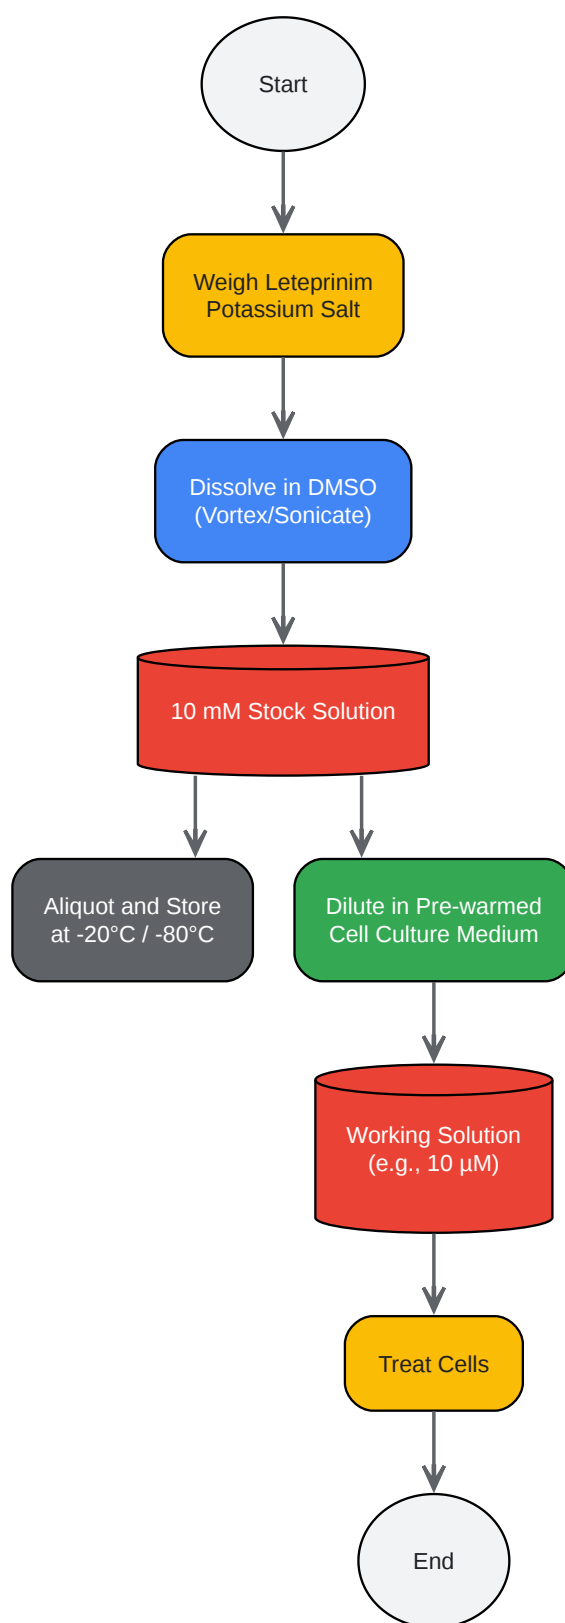 Start
Weigh Leteprinim
Potassium Salt
Dissolve in DMSO
(Vortex/Sonicate)
10 mM Stock Solution
Aliquot and Store
at -20°C / -80°C
Dilute in Pre-warmed
Cell Culture Medium
Working Solution
(e.g., 10 µM)
Treat Cells
End